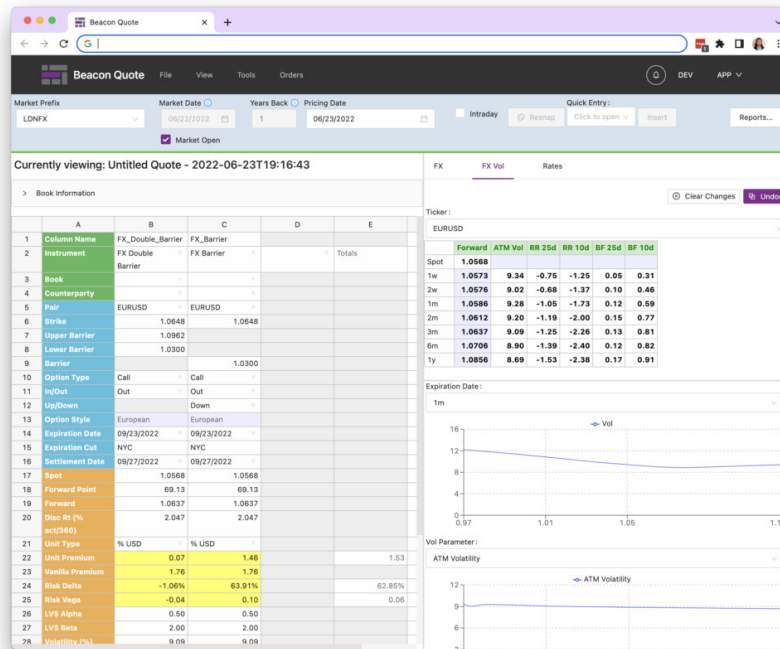 Beacon Quote
Beacon Quote File View Tools Orders DEV APP
Market Prefix Market Date Years Back Pricing Date Quick Entry :
LDNFX 06/22/2022 1 06/23/2022 Intraday Resnap Click to open Insert Reports...
Market Open
Currently viewing: Untitled Quote - 2022-06-23T19:16:43
Book Information
A B C D E
1 Column Name FX_Double_Barrier FX_Barrier
2 Instrument FX Double Barrier FX Barrier Totals
3 Book
4 Counterparty
5 Pair EURUSD EURUSD
6 Strike 1.0648 1.0648
7 Upper Barrier 1.0962
8 Lower Barrier 1.0300
9 Barrier 1.0300
10 Option Type Call Call
11 In/Out Out Out
12 Up/Down Down
13 Option Style European European
14 Expiration Date 09/23/2022 09/23/2022
15 Expiration Cut NYC NYC
16 Settlement Date 09/27/2022 09/27/2022
17 Spot 1.0568 1.0568
18 Forward Point 69.13 69.13
19 Forward 1.0637 1.0637
20 Disc Rt (% act/360) 2.047 2.047
21 Unit Type % USD % USD
22 Unit Premium 0.07 1.46 1.53
23 Vanilla Premium 1.76 1.76
24 Risk Delta -1.06% 63.91% 62.85%
25 Risk Vega -0.04 0.10 0.06
26 LVS Alpha 0.50 0.50
27 LVS Beta 2.00 2.00
28 Volatility (%) 9.09 9.09
FX FX Vol Rates
Clear Changes Undo
Ticker :
EURUSD
Forward ATM Vol RR 25d RR 10d BF 25d BF 10d
Spot 1.0568
1w 1.0573 9.34 -0.75 -1.25 0.05 0.31
2w 1.0576 9.02 -0.68 -1.37 0.10 0.46
1m 1.0586 9.28 -1.05 -1.73 0.12 0.59
2m 1.0612 9.20 -1.19 -2.00 0.15 0.77
3m 1.0637 9.09 -1.25 -2.26 0.13 0.81
6m 1.0706 8.90 -1.39 -2.40 0.12 0.82
1y 1.0856 8.69 -1.53 -2.38 0.17 0.91
Expiration Date :
1m
Vol
16
12
8
4
0
0.97 1.01 1.05 1.1
Vol Parameter :
ATM Volatility
ATM Volatility
12
9
6